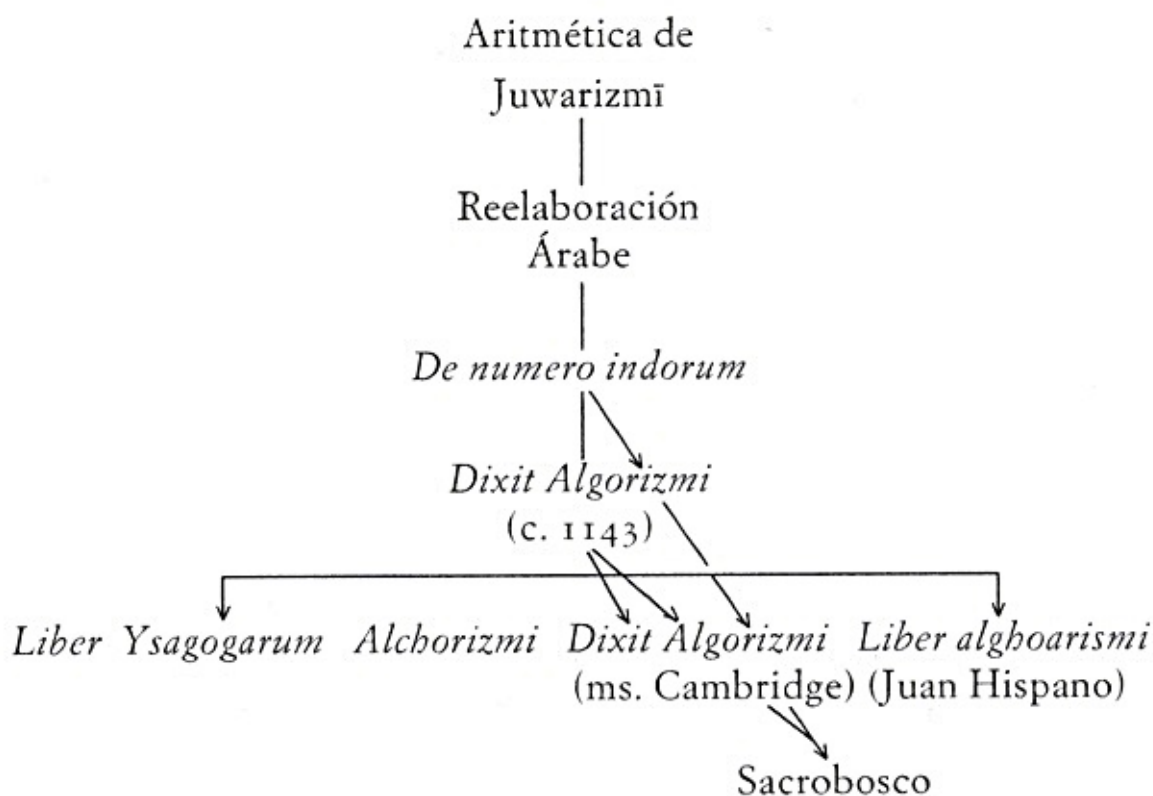 Aritmética de
Juwarizmī
Reelaboración
Árabe
De numero indorum
Dixit Algorizmi
(c. 1143)
Liber Ysagogarum Alchorizmi Dixit Algorizmi Liber alghoarismi
(ms. Cambridge) (Juan Hispano)
Sacrobosco